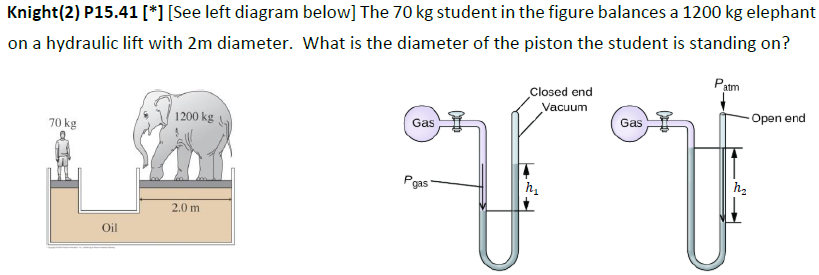 Knight(2) P15.41 [*] [See left diagram below] The 70 kg student in the figure balances a 1200 kg elephant
on a hydraulic lift with 2m diameter. What is the diameter of the piston the student is standing on?
70 kg
1200 kg
2.0 m
Oil
Gas
Closed end
Vacuum
Pgas
h₁
Gas
Patm
Open end
h₂